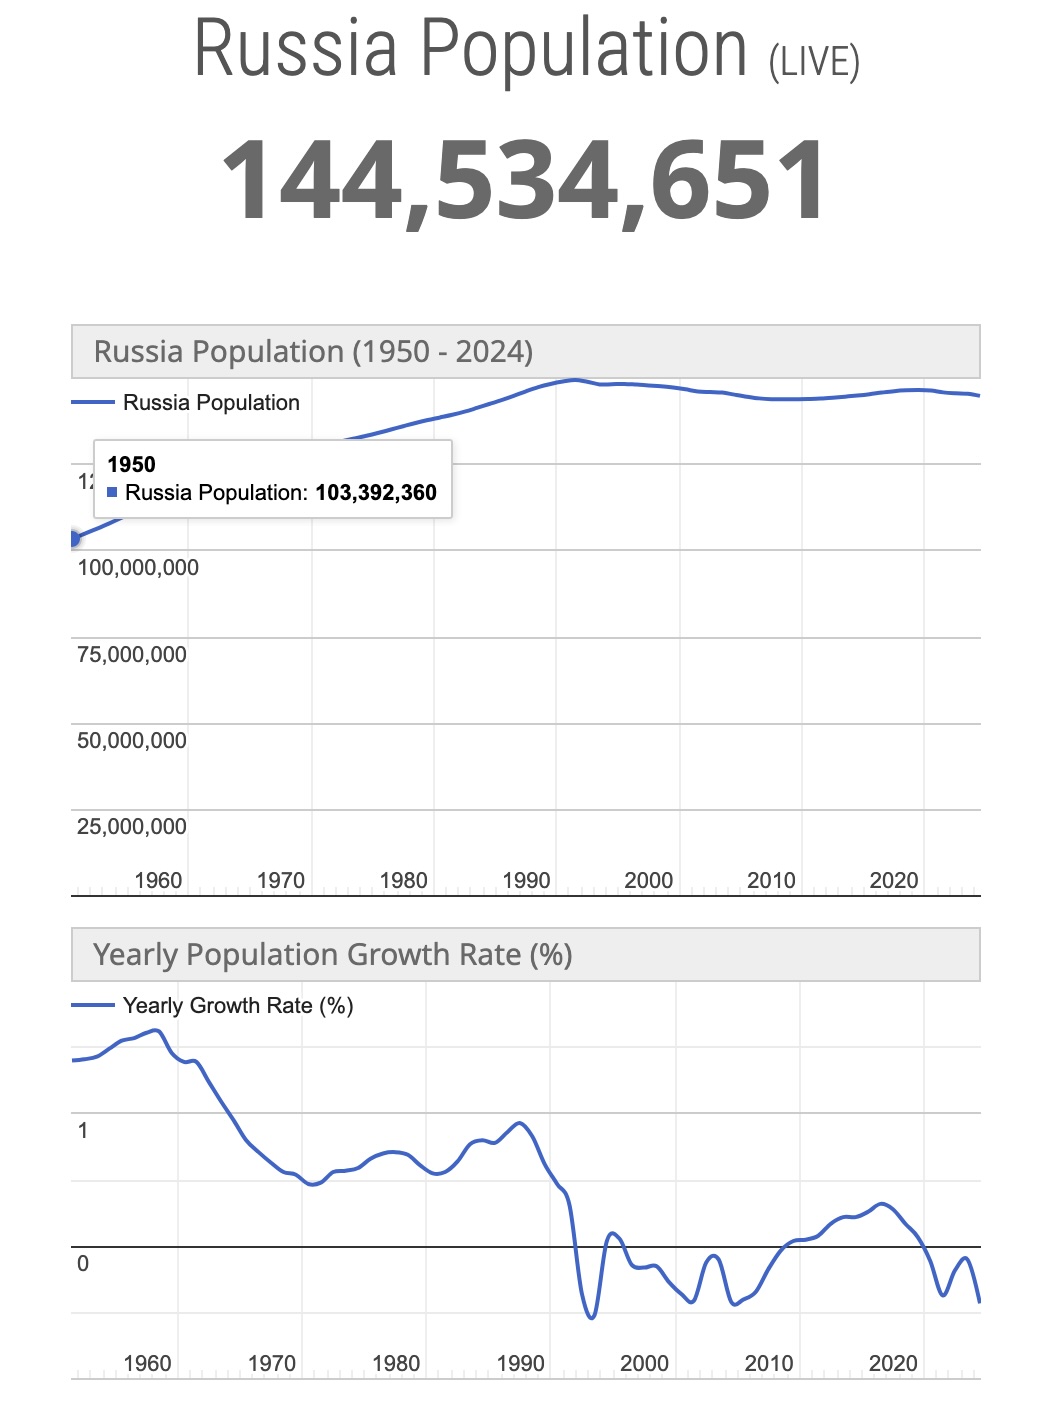 Russia Population (LIVE)
144,534,651
Russia Population (1950 - 2024)
Russia Population
1950
Russia Population: 103,392,360
100,000,000
75,000,000
50,000,000
25,000,000
1960 1970 1980 1990 2000 2010 2020
Yearly Population Growth Rate (%)
Yearly Growth Rate (%)
1
0
1960 1970 1980 1990 2000 2010 2020